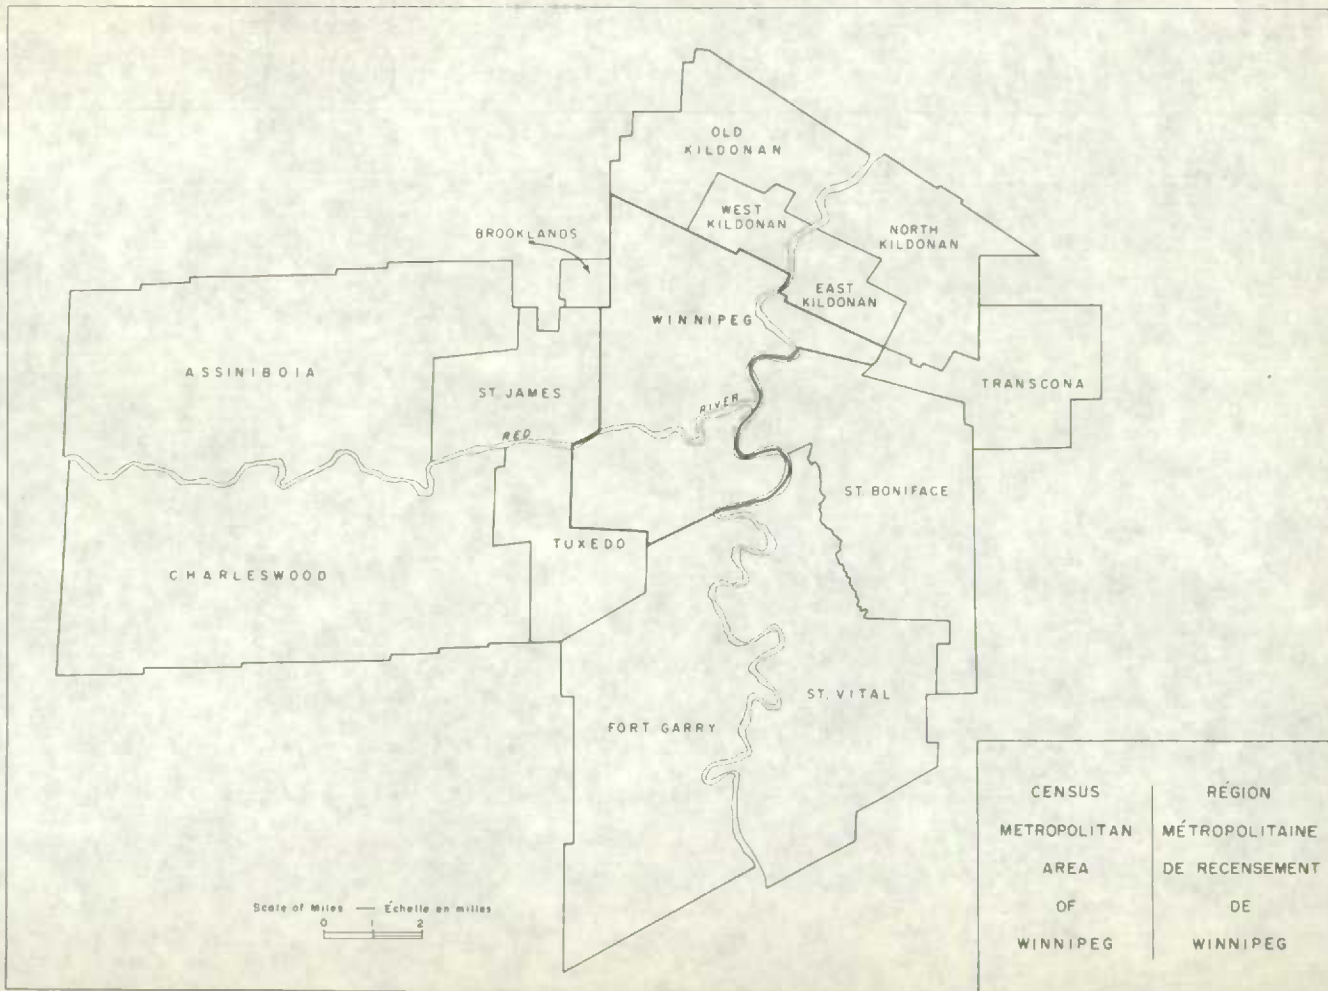 OLD
KILDONAN
WEST
KILDONAN
BROOKLANDS
NORTH
KILDONAN
EAST
KILDONAN
WINNIPEG
ASSINIBOIA
ST. JAMES
TRANSCONA
RED RIVER
ST. BONIFACE
TUXEDO
CHARLESWOOD
ST. VITAL
FORT GARRY
Scale of Miles — Échelle en milles
0 1 2
CENSUS
METROPOLITAN
AREA
OF
WINNIPEG
RÉGION
MÉTROPOLITAINE
DE RECENSEMENT
DE
WINNIPEG